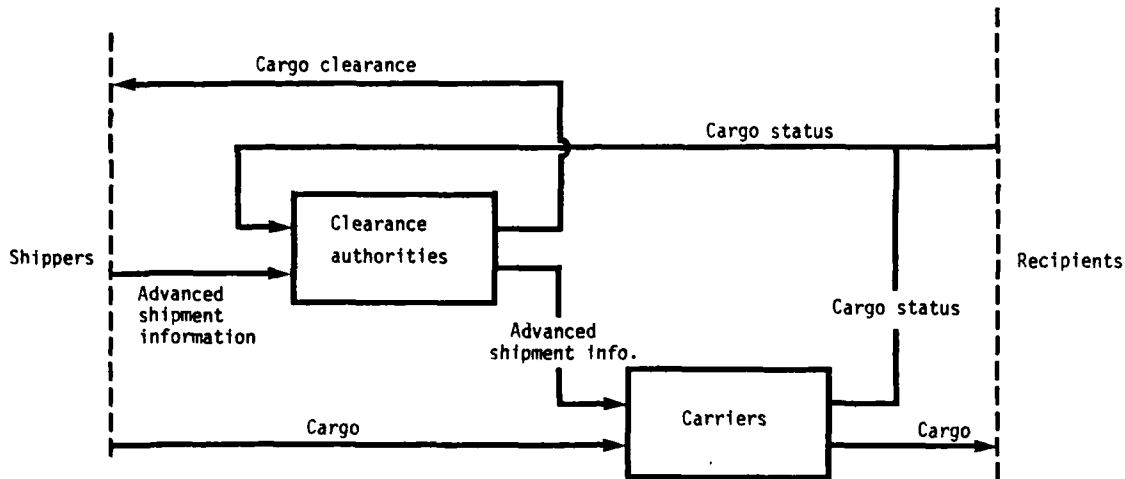 Cargo clearance
Cargo status
Clearance
authorities
Shippers
Recipients
Advanced
shipment
information
Cargo status
Advanced
shipment info.
Carriers
Cargo
Cargo